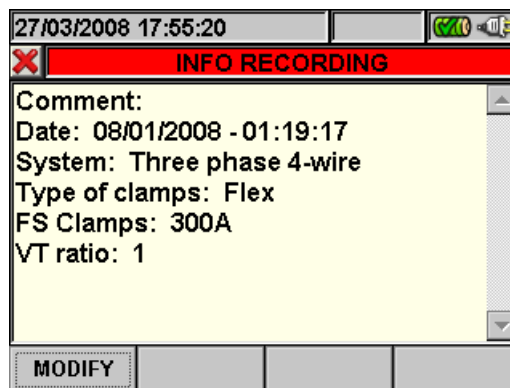 27/03/2008 17:55:20
INFO RECORDING
Comment:
Date: 08/01/2008 - 01:19:17
System: Three phase 4-wire
Type of clamps: Flex
FS Clamps: 300A
VT ratio: 1
MODIFY